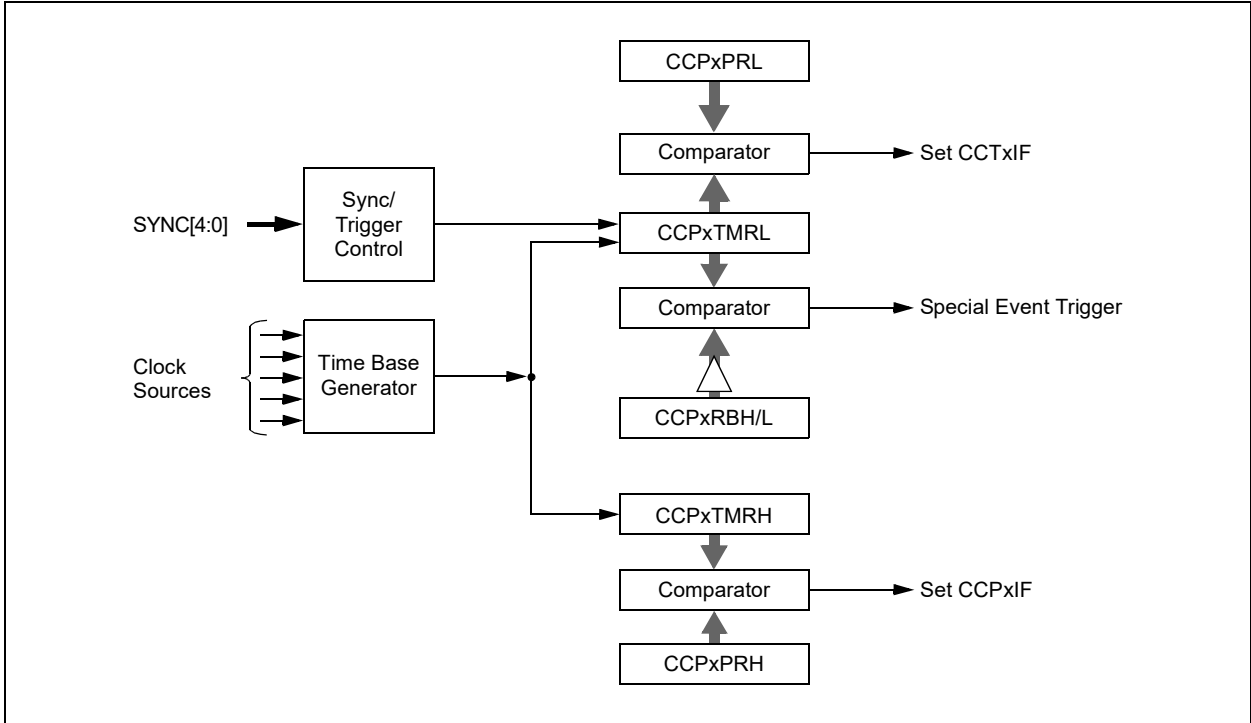 CCPxPRL
Comparator
Set CCTxIF
SYNC[4:0]
Sync/
Trigger
Control
CCPxTMRL
Comparator
Special Event Trigger
Clock
Sources
Time Base
Generator
CCPxRBH/L
CCPxTMRH
Comparator
Set CCPxIF
CCPxPRH